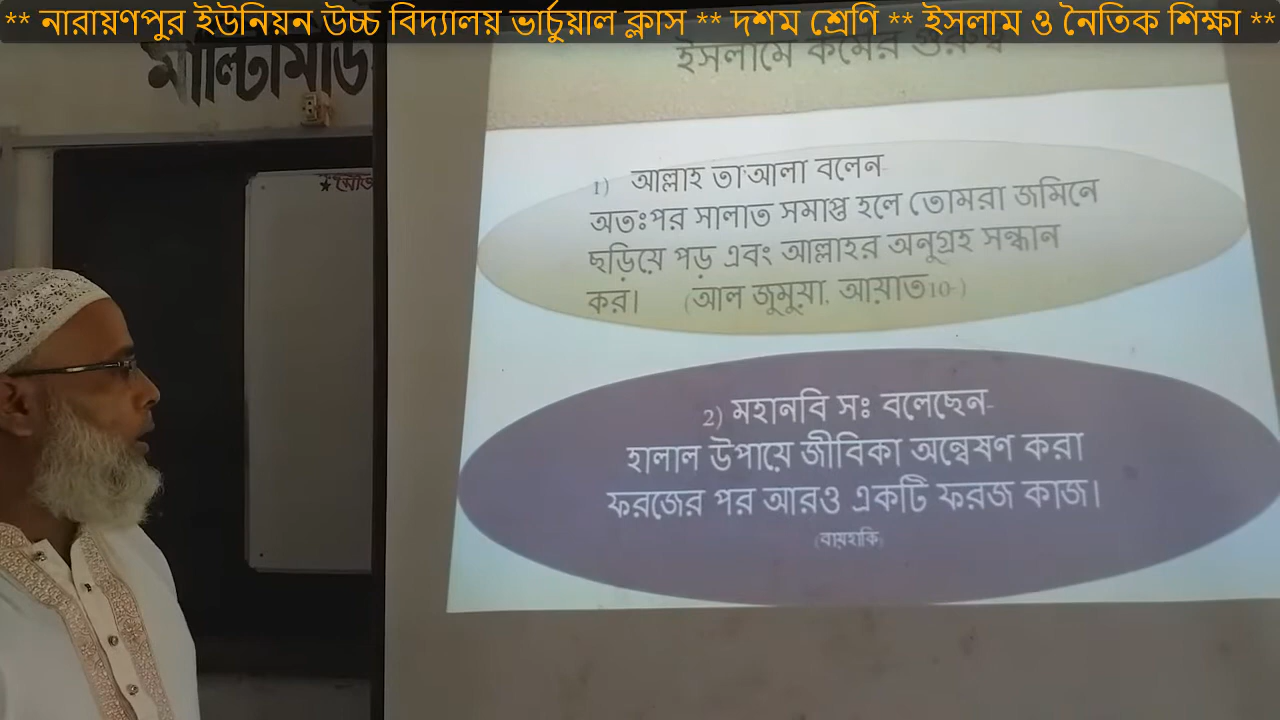 ** নারায়ণপুর ইউনিয়ন উচ্চ বিদ্যালয় ভার্চুয়াল ক্লাস ** দশম শ্রেণি ** ইসলাম ও নৈতিক শিক্ষা **
ইসলামে কর্মের গুরুত্ব
1) আল্লাহ তা'আলা বলেন-
অতঃপর সালাত সমাপ্ত হলে তোমরা জমিনে
ছড়িয়ে পড় এবং আল্লাহর অনুগ্রহ সন্ধান
কর। (আল জুমুয়া, আয়াত10-)
2) মহানবি সঃ বলেছেন-
হালাল উপায়ে জীবিকা অন্বেষণ করা
ফরজের পর আরও একটি ফরজ কাজ।
(বায়হাকি)